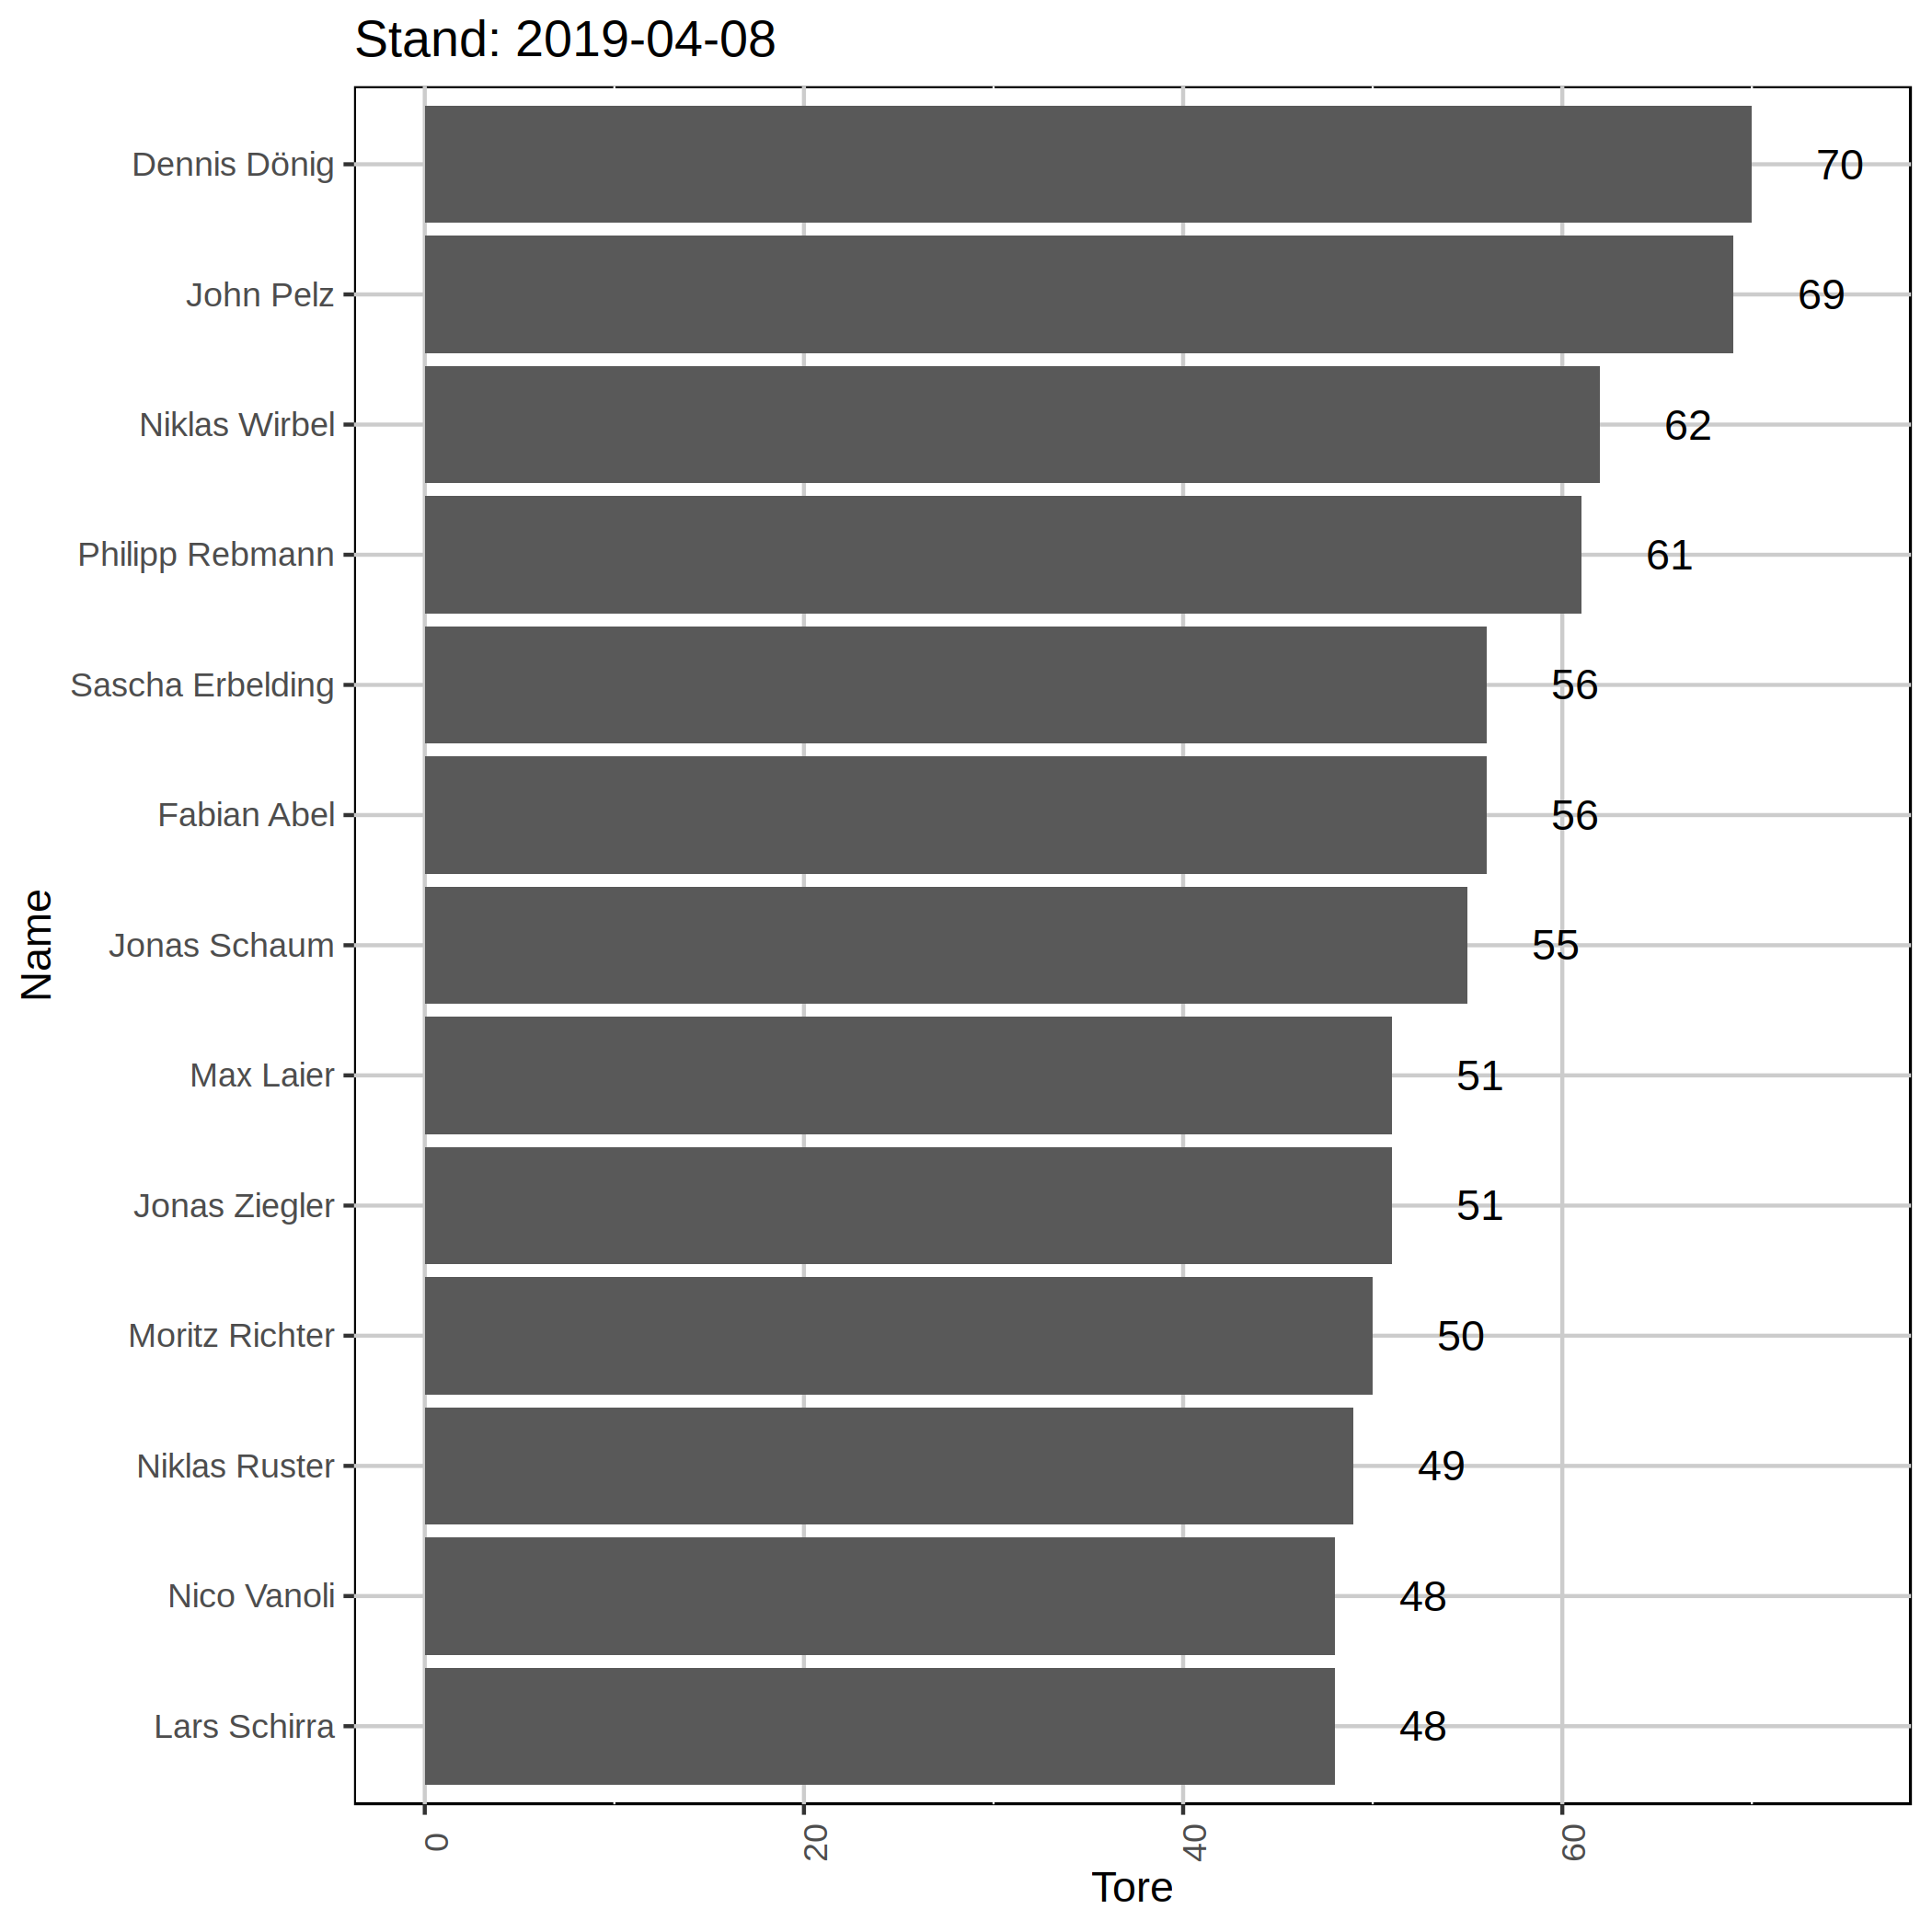 Stand: 2019-04-08
Dennis Dönig 70
John Pelz 69
Niklas Wirbel 62
Philipp Rebmann 61
Sascha Erbelding 56
Fabian Abel 56
Jonas Schaum 55
Max Laier 51
Jonas Ziegler 51
Moritz Richter 50
Niklas Ruster 49
Nico Vanoli 48
Lars Schirra 48
Name
0 20 40 60
Tore